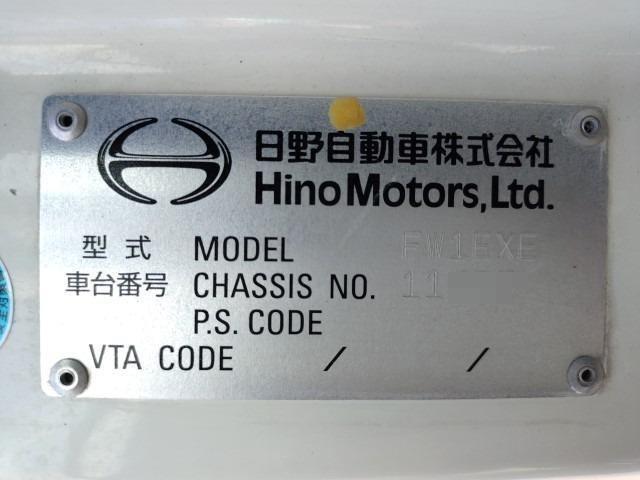 日野自動車株式会社
Hino Motors, Ltd.
型式 MODEL FW1EXE
車台番号 CHASSIS NO. 11
P.S. CODE
VTA CODE / /